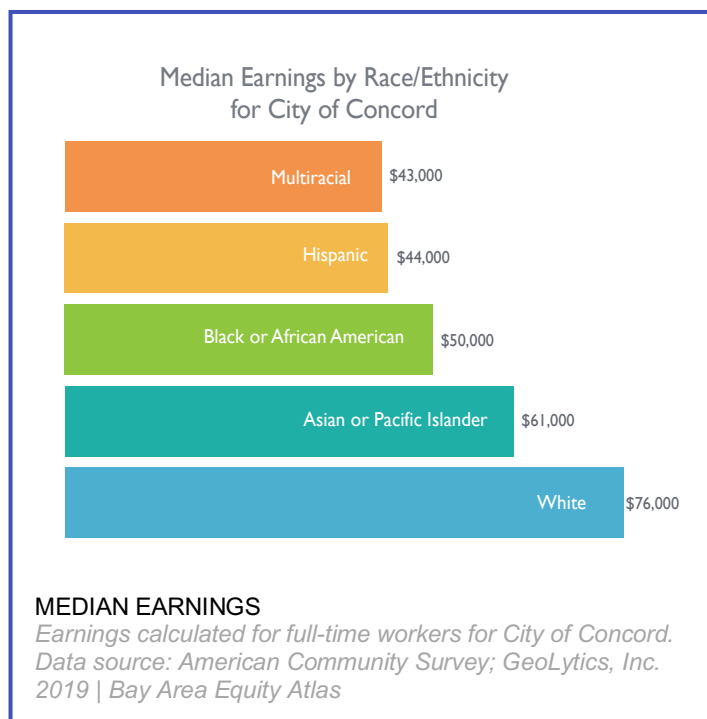 Median Earnings by Race/Ethnicity
for City of Concord
Multiracial $43,000
Hispanic $44,000
Black or African American $50,000
Asian or Pacific Islander $61,000
White $76,000
MEDIAN EARNINGS
Earnings calculated for full-time workers for City of Concord.
Data source: American Community Survey; GeoLytics, Inc.
2019 | Bay Area Equity Atlas